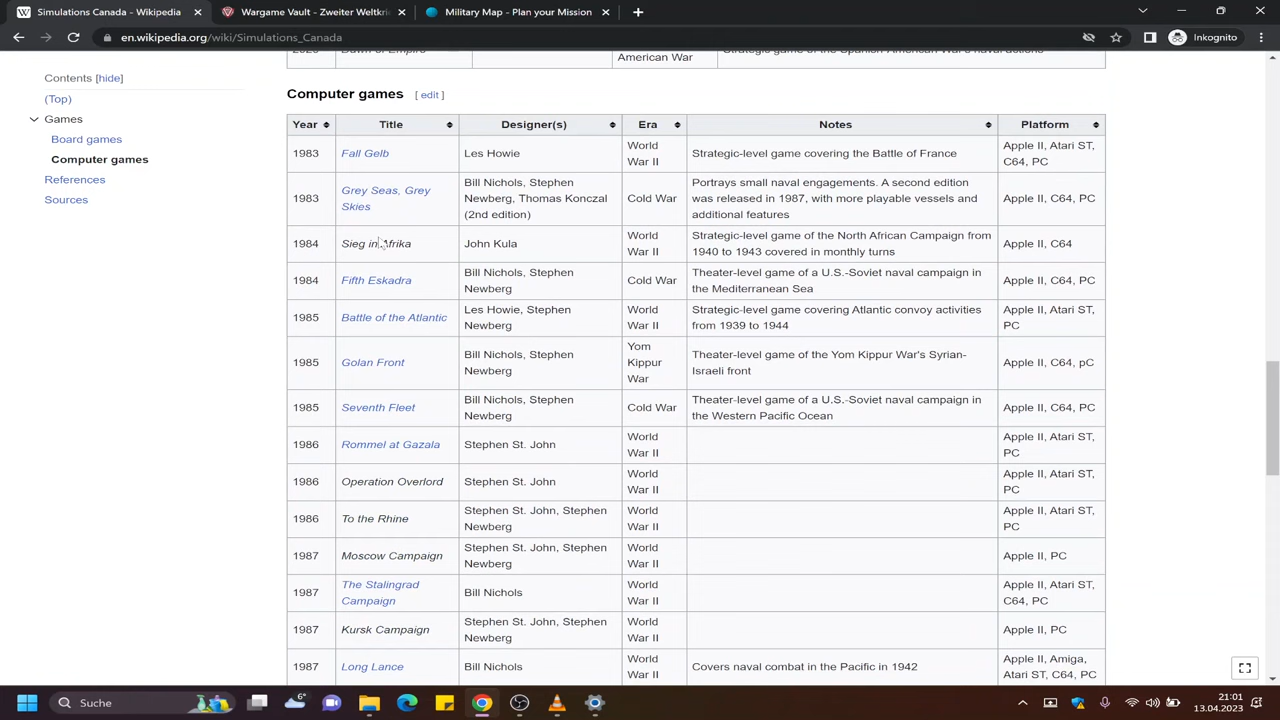 Simulations Canada - Wikipedia
Wargame Vault - Zweiter Weltkrie
Military Map - Plan your Mission
en.wikipedia.org/wiki/Simulations_Canada
Inkognito
American War
Contents [hide]
(Top)
Games
Board games
Computer games
References
Sources
Computer games [ edit ]
Year Title Designer(s) Era Notes Platform
1983 Fall Gelb Les Howie World War II Strategic-level game covering the Battle of France Apple II, Atari ST, C64, PC
1983 Grey Seas, Grey Skies Bill Nichols, Stephen Newberg, Thomas Konczal (2nd edition) Cold War Portrays small naval engagements. A second edition was released in 1987, with more playable vessels and additional features Apple II, C64, PC
1984 Sieg in Afrika John Kula World War II Strategic-level game of the North African Campaign from 1940 to 1943 covered in monthly turns Apple II, C64
1984 Fifth Eskadra Bill Nichols, Stephen Newberg Cold War Theater-level game of a U.S.-Soviet naval campaign in the Mediterranean Sea Apple II, C64, PC
1985 Battle of the Atlantic Les Howie, Stephen Newberg World War II Strategic-level game covering Atlantic convoy activities from 1939 to 1944 Apple II, Atari ST, PC
1985 Golan Front Bill Nichols, Stephen Newberg Yom Kippur War Theater-level game of the Yom Kippur War's Syrian-Israeli front Apple II, C64, pC
1985 Seventh Fleet Bill Nichols, Stephen Newberg Cold War Theater-level game of a U.S.-Soviet naval campaign in the Western Pacific Ocean Apple II, C64, PC
1986 Rommel at Gazala Stephen St. John World War II Apple II, Atari ST, PC
1986 Operation Overlord Stephen St. John World War II Apple II, Atari ST, PC
1986 To the Rhine Stephen St. John, Stephen Newberg World War II Apple II, Atari ST, PC
1987 Moscow Campaign Stephen St. John, Stephen Newberg World War II Apple II, PC
1987 The Stalingrad Campaign Bill Nichols World War II Apple II, Atari ST, C64, PC
1987 Kursk Campaign Stephen St. John, Stephen Newberg World War II Apple II, PC
1987 Long Lance Bill Nichols World War II Covers naval combat in the Pacific in 1942 Apple II, Amiga, Atari ST, C64, PC
Suche
6°
21:01
13.04.2023